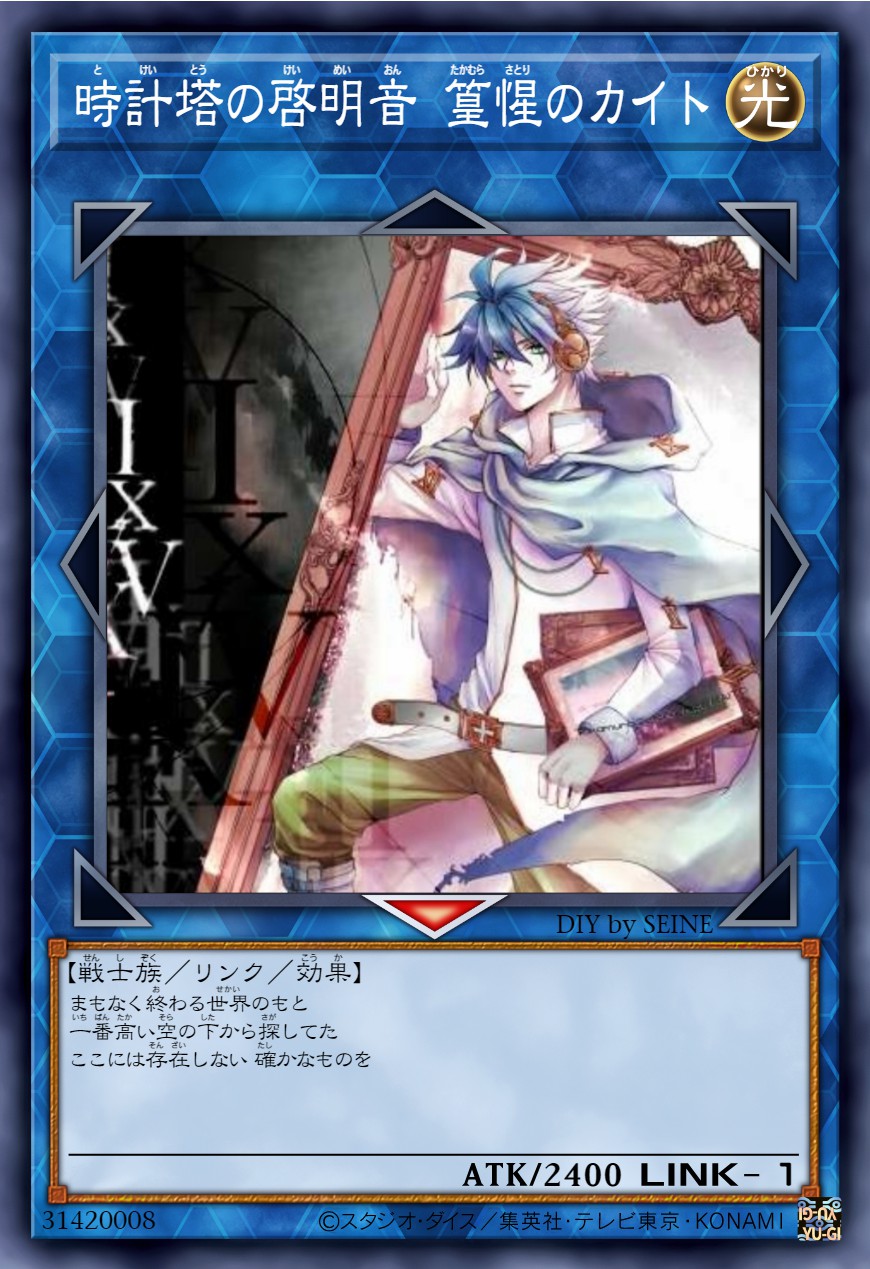 時計塔の啓明音 篁惺のカイト 光
DIY by SEINE
【戦士族／リンク／効果】
まもなく終わる世界のもと
一番高い空の下から探してた
ここには存在しない 確かなものを
ATK/2400 LINK- 1
31420008 ©スタジオ・ダイス／集英社・テレビ東京・KONAMI